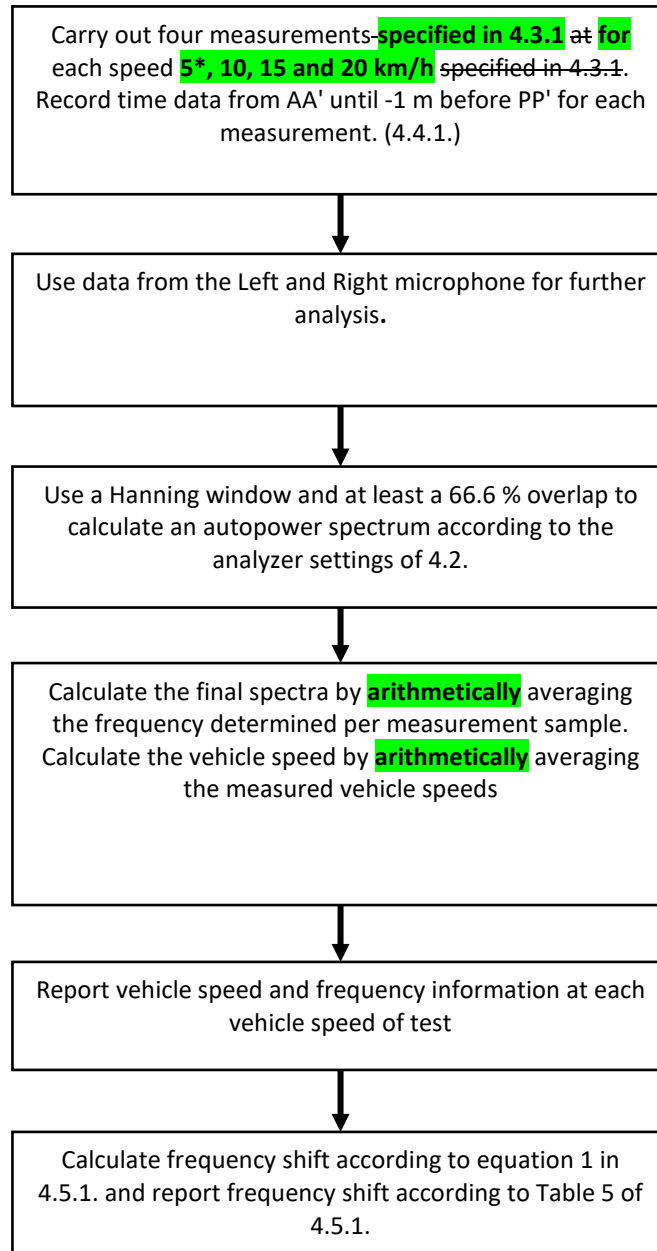 Carry out four measurements specified in 4.3.1 at for
each speed 5*, 10, 15 and 20 km/h specified in 4.3.1.
Record time data from AA' until -1 m before PP' for each
measurement. (4.4.1.)
Use data from the Left and Right microphone for further
analysis.
Use a Hanning window and at least a 66.6 % overlap to
calculate an autopower spectrum according to the
analyzer settings of 4.2.
Calculate the final spectra by arithmetically averaging
the frequency determined per measurement sample.
Calculate the vehicle speed by arithmetically averaging
the measured vehicle speeds
Report vehicle speed and frequency information at each
vehicle speed of test
Calculate frequency shift according to equation 1 in
4.5.1. and report frequency shift according to Table 5 of
4.5.1.